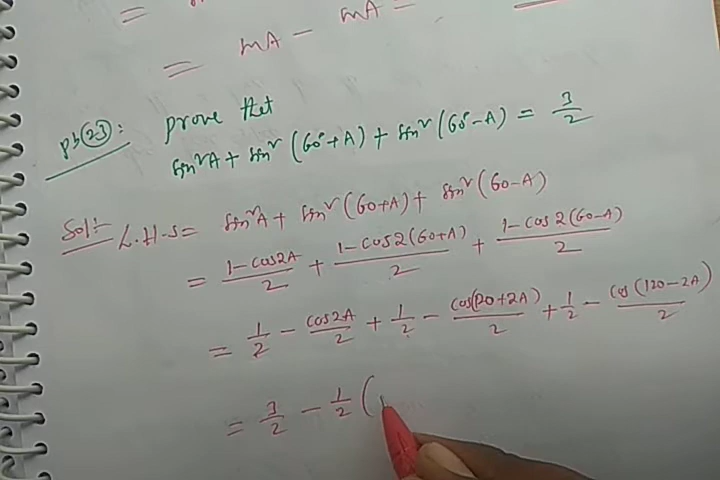 = mA - mA =
pb(23): prove that
sin²A + sin²(60°+A) + sin²(60°-A) = 3/2
Sol:- L.H.S = sin²A + sin²(60+A) + sin²(60-A)
= (1-cos2A)/2 + (1-cos2(60+A))/2 + (1-cos2(60-A))/2
= 1/2 - cos2A/2 + 1/2 - cos(120+2A)/2 + 1/2 - cos(120-2A)/2
= 3/2 - 1/2 (